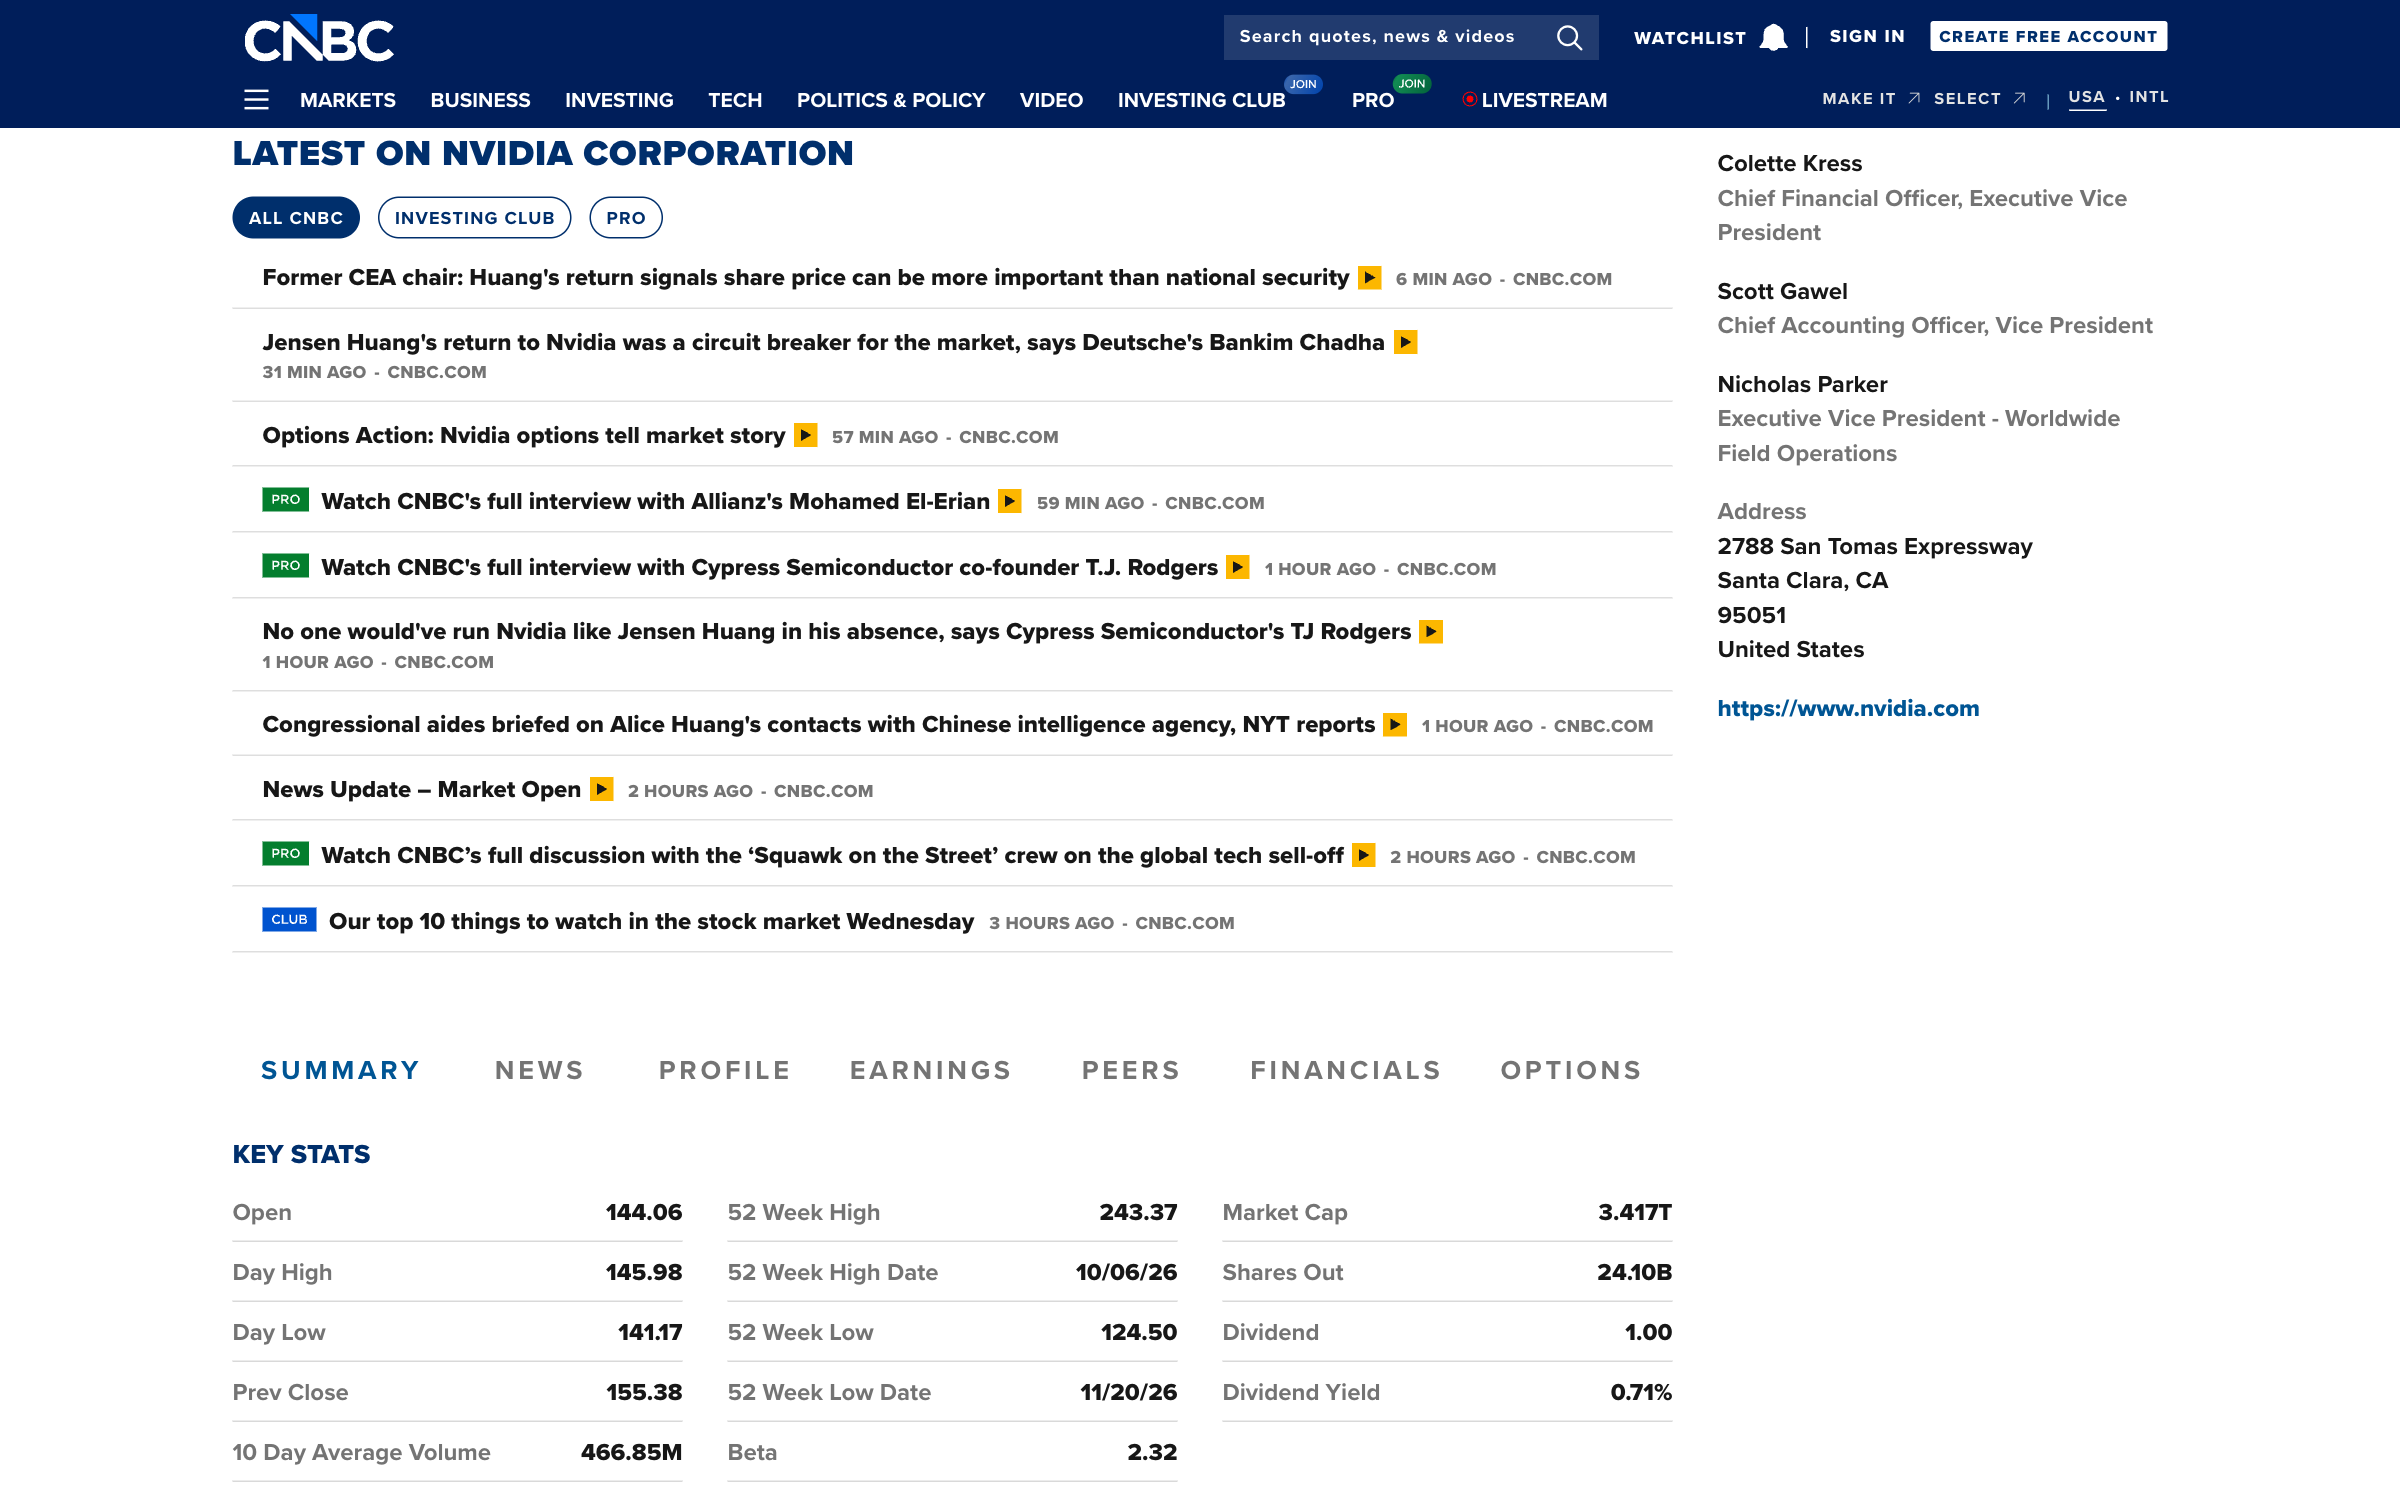 CNBC
Search quotes, news & videos
WATCHLIST
SIGN IN
CREATE FREE ACCOUNT
MARKETS
BUSINESS
INVESTING
TECH
POLITICS & POLICY
VIDEO
INVESTING CLUB
JOIN
PRO
JOIN
LIVESTREAM
MAKE IT
SELECT
USA • INTL
LATEST ON NVIDIA CORPORATION
ALL CNBC
INVESTING CLUB
PRO
Former CEA chair: Huang's return signals share price can be more important than national security 6 MIN AGO - CNBC.COM
Jensen Huang's return to Nvidia was a circuit breaker for the market, says Deutsche's Bankim Chadha
31 MIN AGO - CNBC.COM
Options Action: Nvidia options tell market story 57 MIN AGO - CNBC.COM
PRO Watch CNBC's full interview with Allianz's Mohamed El-Erian 59 MIN AGO - CNBC.COM
PRO Watch CNBC's full interview with Cypress Semiconductor co-founder T.J. Rodgers 1 HOUR AGO - CNBC.COM
No one would've run Nvidia like Jensen Huang in his absence, says Cypress Semiconductor's TJ Rodgers
1 HOUR AGO - CNBC.COM
Congressional aides briefed on Alice Huang's contacts with Chinese intelligence agency, NYT reports 1 HOUR AGO - CNBC.COM
News Update – Market Open 2 HOURS AGO - CNBC.COM
PRO Watch CNBC’s full discussion with the ‘Squawk on the Street’ crew on the global tech sell-off 2 HOURS AGO - CNBC.COM
CLUB Our top 10 things to watch in the stock market Wednesday 3 HOURS AGO - CNBC.COM
Colette Kress
Chief Financial Officer, Executive Vice
President
Scott Gawel
Chief Accounting Officer, Vice President
Nicholas Parker
Executive Vice President - Worldwide
Field Operations
Address
2788 San Tomas Expressway
Santa Clara, CA
95051
United States
https://www.nvidia.com
SUMMARY
NEWS
PROFILE
EARNINGS
PEERS
FINANCIALS
OPTIONS
KEY STATS
Open 144.06
Day High 145.98
Day Low 141.17
Prev Close 155.38
10 Day Average Volume 466.85M
52 Week High 243.37
52 Week High Date 10/06/26
52 Week Low 124.50
52 Week Low Date 11/20/26
Beta 2.32
Market Cap 3.417T
Shares Out 24.10B
Dividend 1.00
Dividend Yield 0.71%